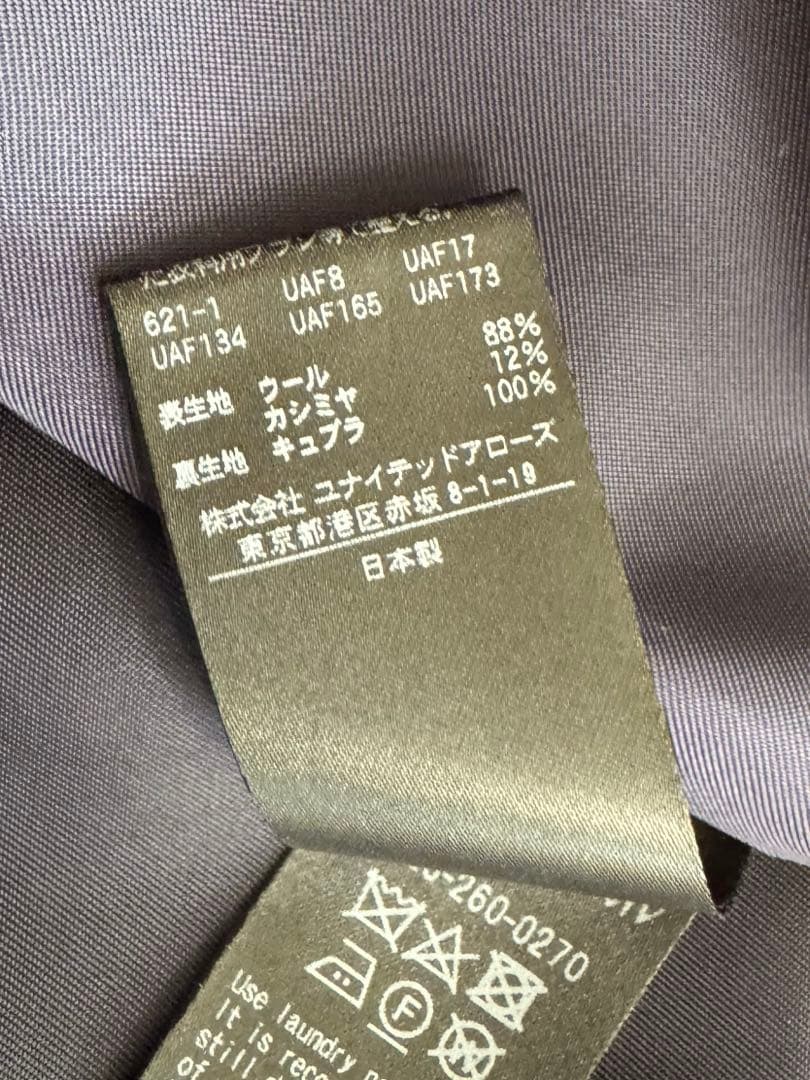 621-1 UAF8 UAF17
UAF134 UAF165 UAF173
表生地 ウール 88%
カシミヤ 12%
裏生地 キュプラ 100%
株式会社 ユナイテッドアローズ
東京都港区赤坂 8-1-19
日本製
-260-0270
F
Use laundry
It is
still
of